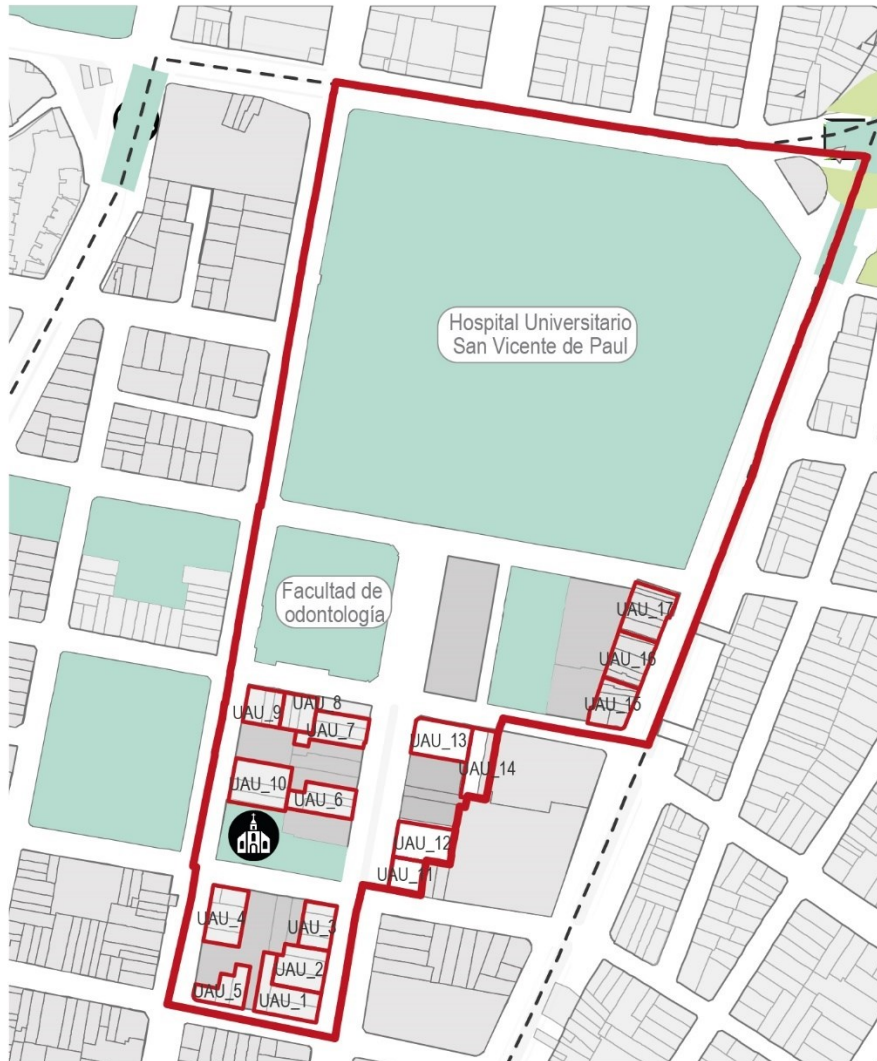 Hospital Universitario
San Vicente de Paul
Facultad de
odontología
UAU_17
UAU_16
UAU_15
UAU_8
UAU_9
UAU_7
UAU_13
UAU_14
UAU_10
UAU_6
UAU_12
UAU_11
UAU_4
UAU_3
UAU_2
UAU_5
UAU_1